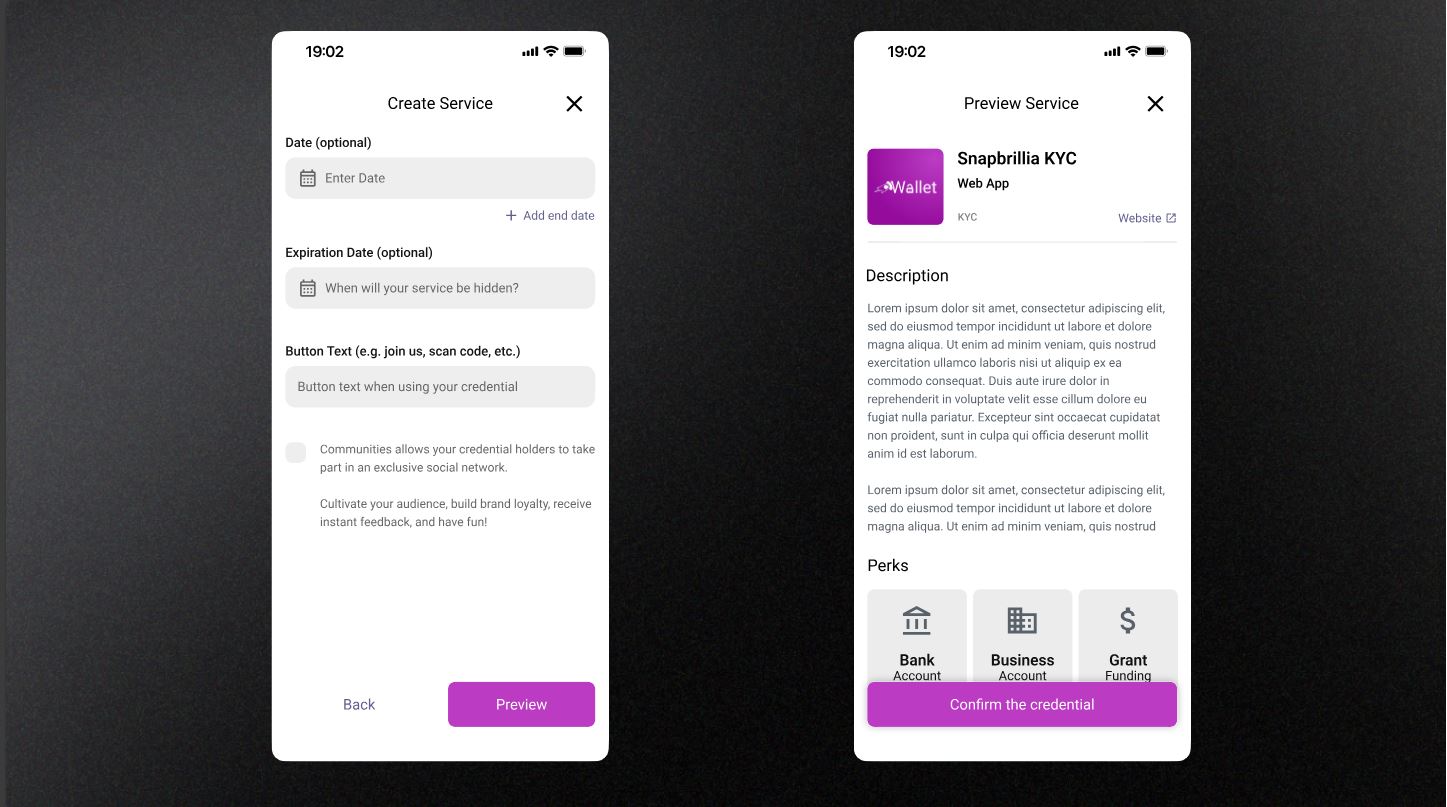 19:02
Create Service
Date (optional)
Enter Date
Add end date
Expiration Date (optional)
When will your service be hidden?
Button Text (e.g. join us, scan code, etc.)
Button text when using your credential
Communities allows your credential holders to take
part in an exclusive social network.
Cultivate your audience, build brand loyalty, receive
instant feedback, and have fun!
Back
Preview
19:02
Preview Service
Wallet
Snapbrillia KYC
Web App
KYC
Website
Description
Lorem ipsum dolor sit amet, consectetur adipiscing elit,
sed do eiusmod tempor incididunt ut labore et dolore
magna aliqua. Ut enim ad minim veniam, quis nostrud
exercitation ullamco laboris nisi ut aliquip ex ea
commodo consequat. Duis aute irure dolor in
reprehenderit in voluptate velit esse cillum dolore eu
fugiat nulla pariatur. Excepteur sint occaecat cupidatat
non proident, sunt in culpa qui officia deserunt mollit
anim id est laborum.
Lorem ipsum dolor sit amet, consectetur adipiscing elit,
sed do eiusmod tempor incididunt ut labore et dolore
magna aliqua. Ut enim ad minim veniam, quis nostrud
Perks
Bank
Account
Business
Account
Grant
Funding
Confirm the credential